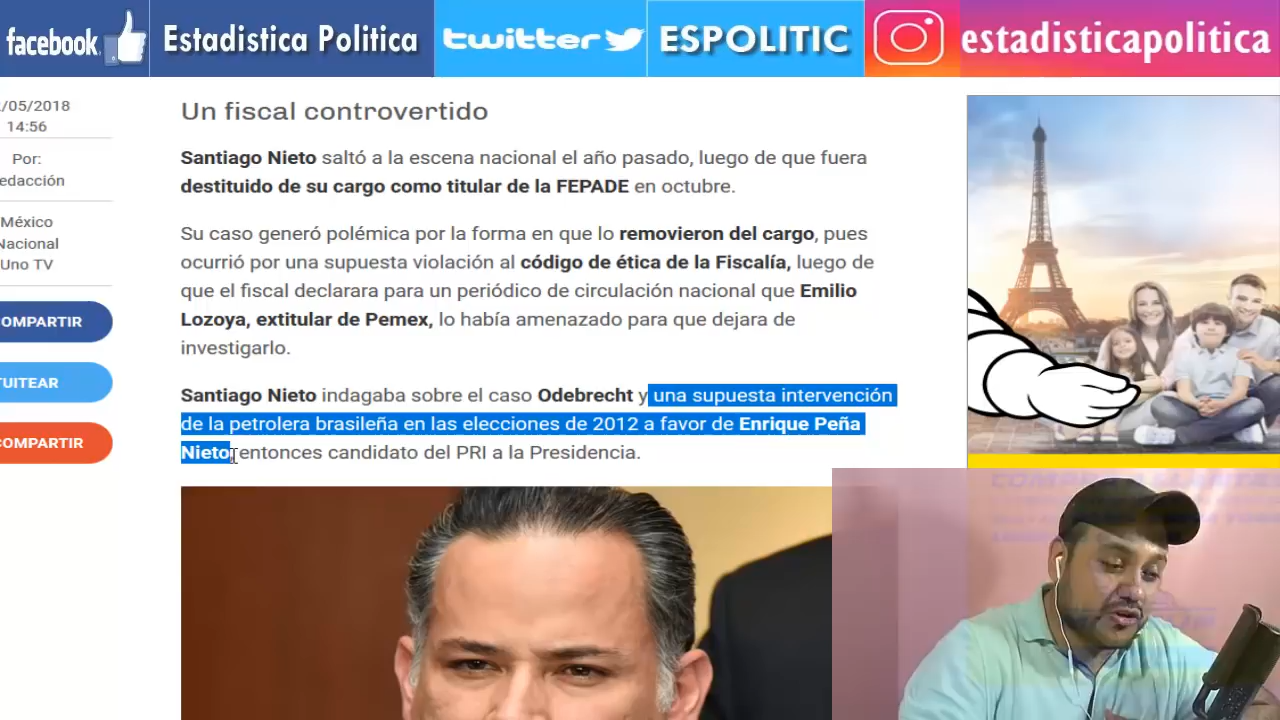 facebook Estadistica Politica twitter ESPOLITIC estadisticapolitica
/05/2018
14:56
Por:
edacción
México
Nacional
Uno TV
OMPARTIR
TUITEAR
OMPARTIR
Un fiscal controvertido
Santiago Nieto saltó a la escena nacional el año pasado, luego de que fuera
destituido de su cargo como titular de la FEPADE en octubre.
Su caso generó polémica por la forma en que lo removieron del cargo, pues
ocurrió por una supuesta violación al código de ética de la Fiscalía, luego de
que el fiscal declarara para un periódico de circulación nacional que Emilio
Lozoya, extitular de Pemex, lo había amenazado para que dejara de
investigarlo.
Santiago Nieto indagaba sobre el caso Odebrecht y una supuesta intervención
de la petrolera brasileña en las elecciones de 2012 a favor de Enrique Peña
Nieto, entonces candidato del PRI a la Presidencia.